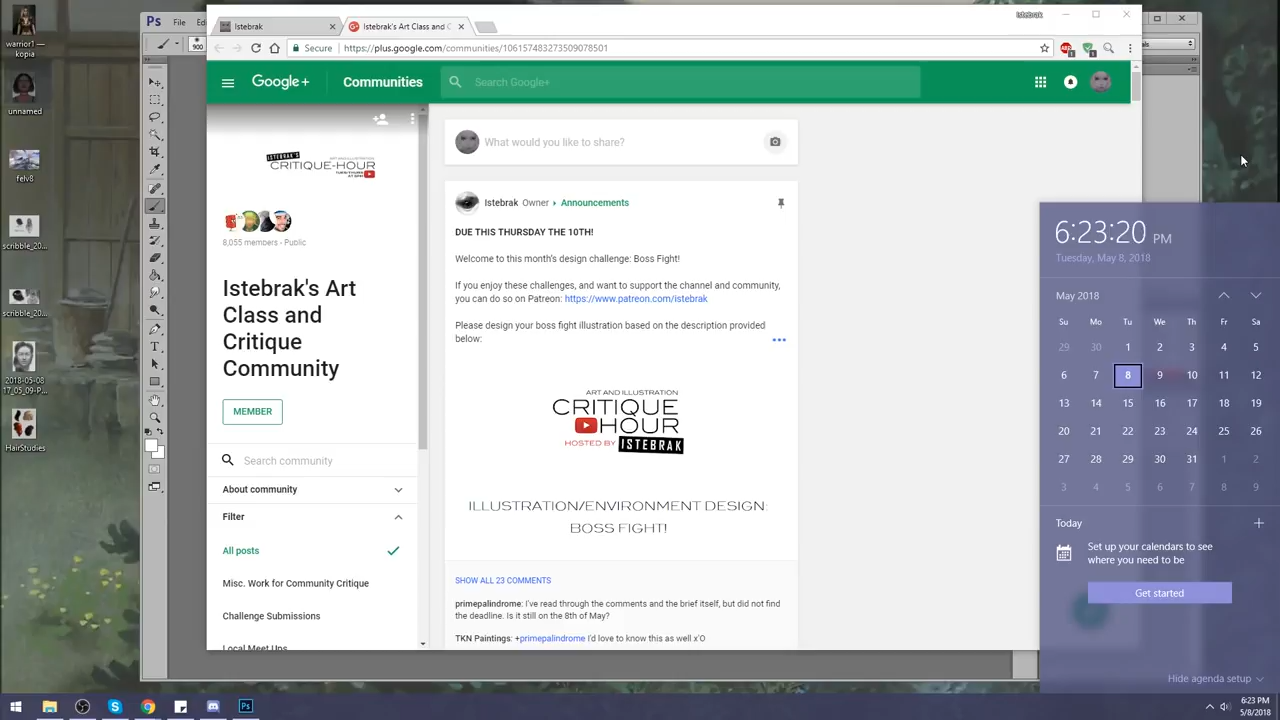 Ps
File
900
warrior1
kopia
unnamed
feh8
scribble_20...
scribble_20...
2018-05-08
17_05_09-P...
HairStudies
T
Istebrak
Istebrak's Art Class and C
Istebrak
Secure
https://plus.google.com/communities/106157483273509078501
Google+
Communities
Search Google+
ISTEBRAK'S
ART AND ILLUSTRATION
CRITIQUE-HOUR
8,055 members - Public
Istebrak's Art
Class and
Critique
Community
MEMBER
Search community
About community
Filter
All posts
Misc. Work for Community Critique
Challenge Submissions
Local Meet Ups
What would you like to share?
Istebrak Owner Announcements
DUE THIS THURSDAY THE 10TH!
Welcome to this month's design challenge: Boss Fight!
If you enjoy these challenges, and want to support the channel and community,
you can do so on Patreon: https://www.patreon.com/istebrak
Please design your boss fight illustration based on the description provided
below:
ART AND ILLUSTRATION
CRITIQUE
HOUR
HOSTED BY ISTEBRAK
ILLUSTRATION/ENVIRONMENT DESIGN:
BOSS FIGHT!
SHOW ALL 23 COMMENTS
primepalindrome: I've read through the comments and the brief itself, but did not find
the deadline. Is it still on the 8th of May?
TKN Paintings: +primepalindrome I'd love to know this as well x'O
6:23:20 PM
Tuesday, May 8, 2018
May 2018
Su Mo Tu We Th Fr Sa
29 30 1 2 3 4 5
6 7 8 9 10 11 12
13 14 15 16 17 18 19
20 21 22 23 24 25 26
27 28 29 30 31 1 2
3 4 5 6 7 8 9
Today
Set up your calendars to see
where you need to be
Get started
Hide agenda setup
6:23 PM
5/8/2018